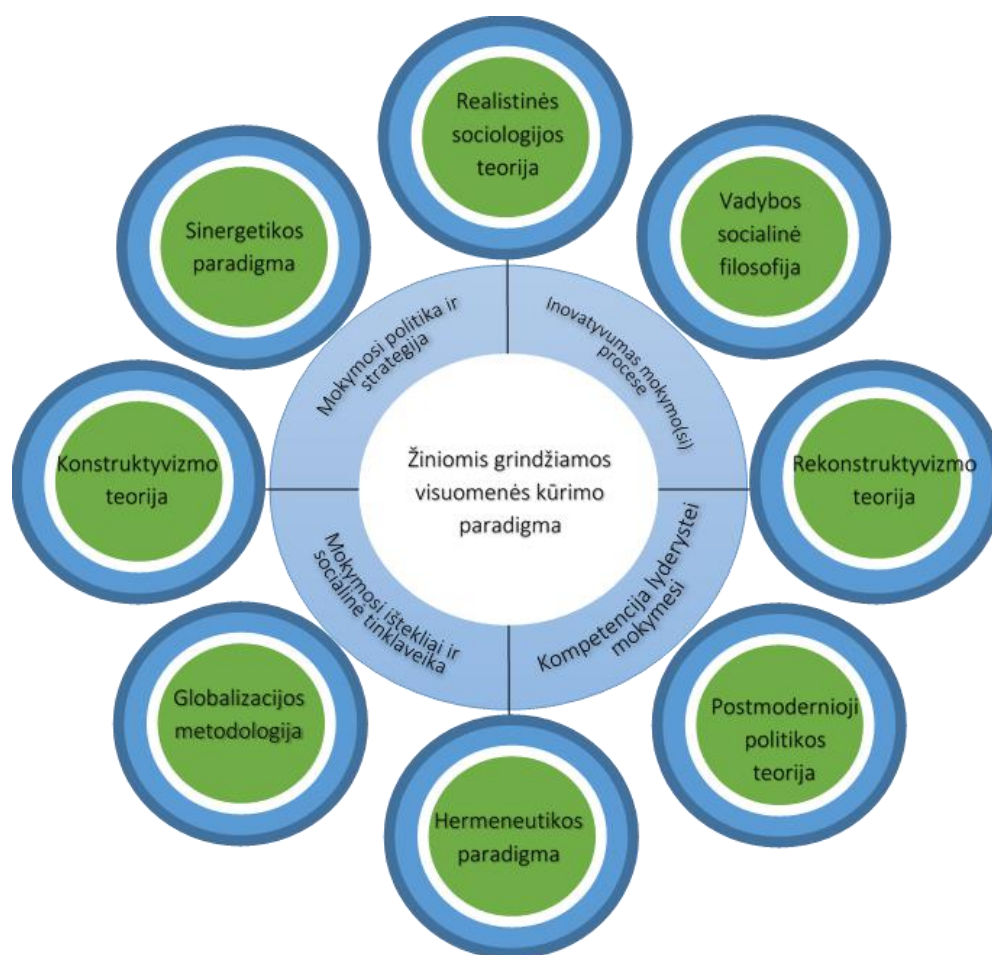 Realistinės
sociologijos
teorija
Vadybos
socialinė
filosofija
Rekonstruktyvizmo
teorija
Postmodernioji
politikos
teorija
Hermeneutikos
paradigma
Globalizacijos
metodologija
Konstruktyvizmo
teorija
Sinergetikos
paradigma
Mokymosi politika ir
strategija
Inovatyvumas mokymo(si)
procese
Kompetencija lyderystei
mokymesi
Mokymosi ištekliai ir
socialinė tinklaveika
Žiniomis grindžiamos
visuomenės kūrimo
paradigma